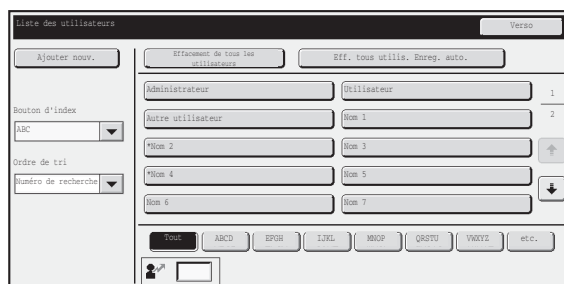 Liste des utilisateurs
Verso
Ajouter nouv.
Effacement de tous les
utilisateurs
Eff. tous utilis. Enreg. auto.
Administrateur
Utilisateur
1
Bouton d'index
Autre utilisateur
Nom 1
2
ABC
*Nom 2
Nom 3
Ordre de tri
*Nom 4
Nom 5
Numéro de recherche
Nom 6
Nom 7
Tout
ABCD
EFGH
IJKL
MNOP
QRSTU
VWXYZ
etc.